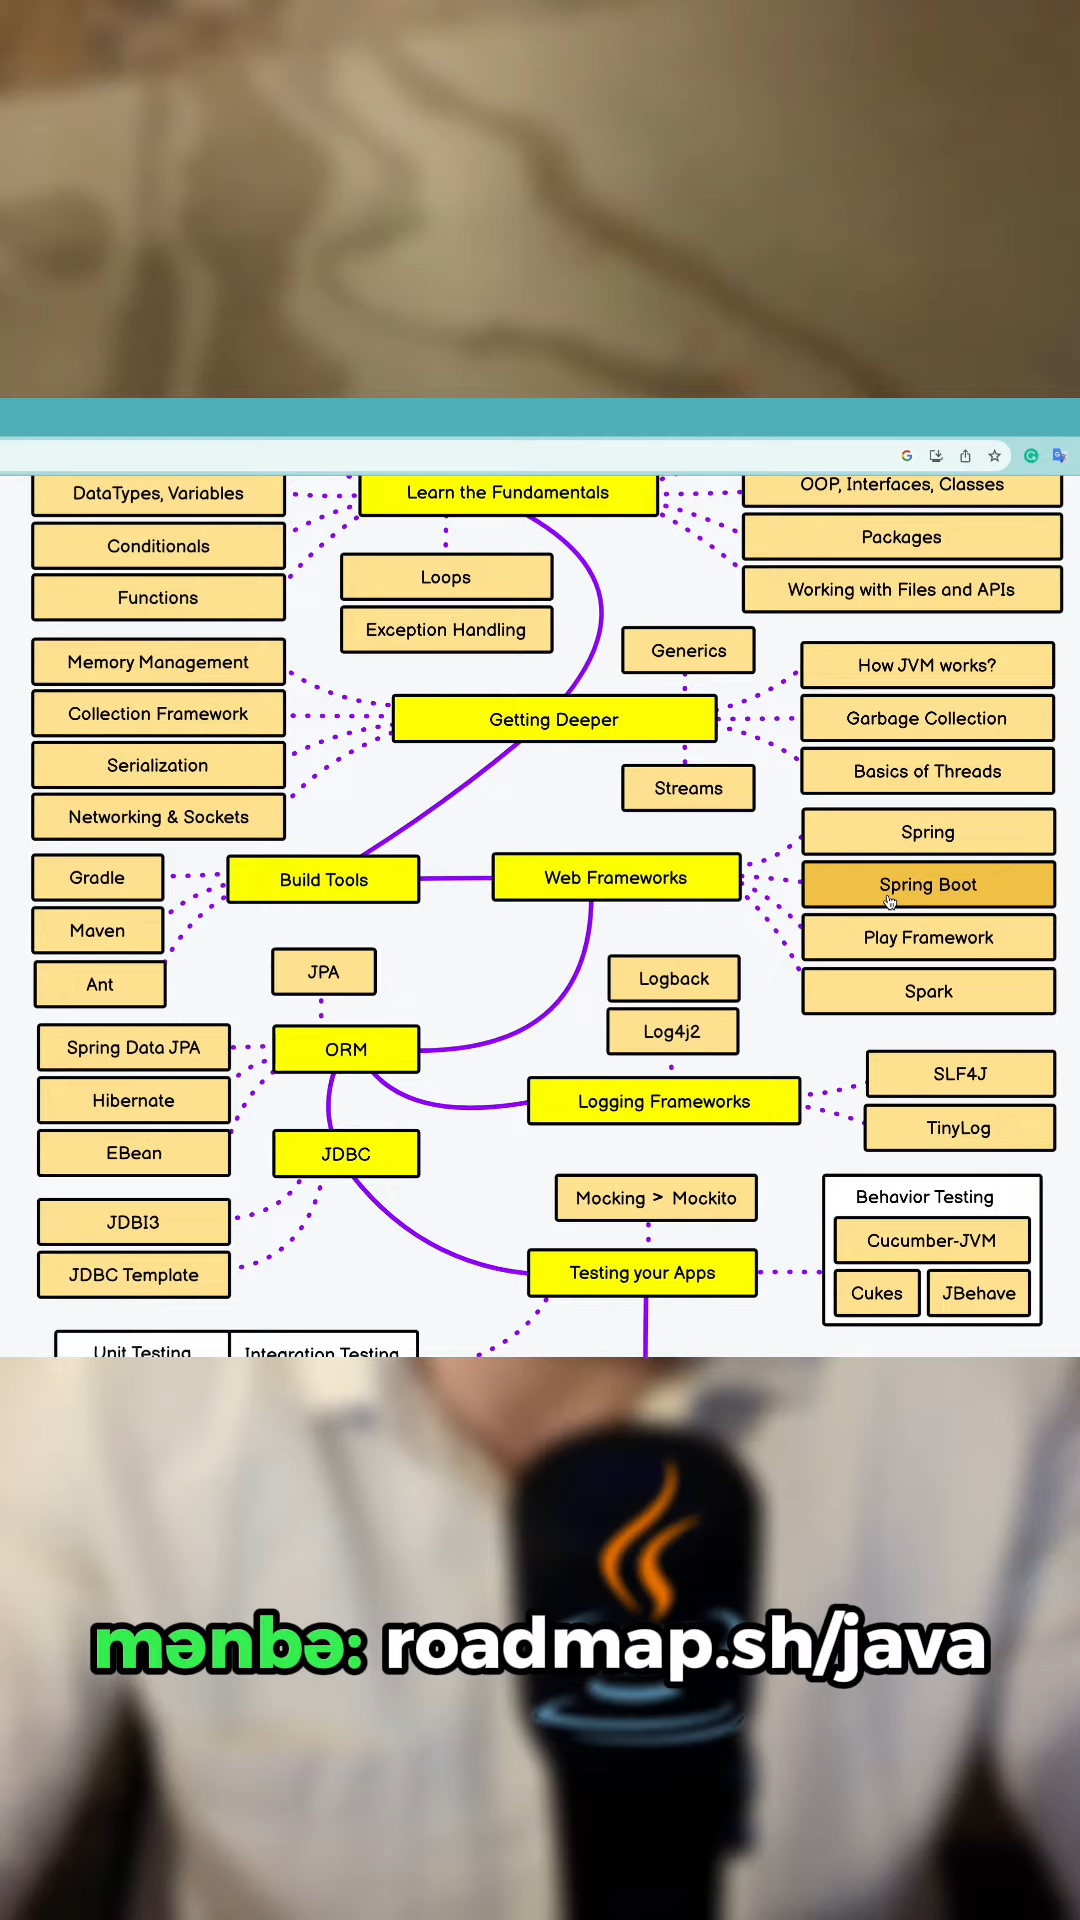 DataTypes, Variables
Learn the Fundamentals
OOP, Interfaces, Classes
Conditionals
Packages
Functions
Loops
Working with Files and APIs
Exception Handling
Generics
Memory Management
How JVM works?
Collection Framework
Getting Deeper
Garbage Collection
Serialization
Basics of Threads
Streams
Networking & Sockets
Spring
Gradle
Build Tools
Web Frameworks
Spring Boot
Maven
Play Framework
Ant
JPA
Logback
Spark
Log4j2
Spring Data JPA
ORM
SLF4J
Hibernate
Logging Frameworks
TinyLog
EBean
JDBC
Mocking > Mockito
Behavior Testing
JDBI3
Cucumber-JVM
JDBC Template
Testing your Apps
Cukes
JBehave
Unit Testing
Integration Testing
mənbə: roadmap.sh/java